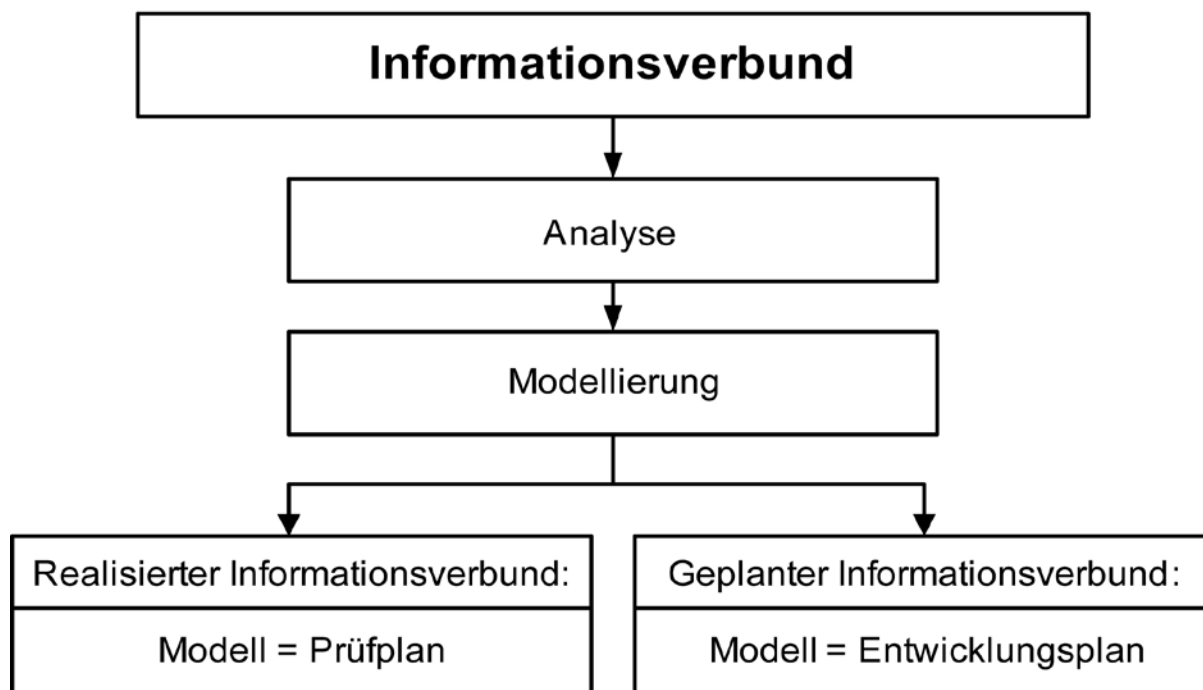 Informationsverbund
Analyse
Modellierung
Realisierter Informationsverbund:
Modell = Prüfplan
Geplanter Informationsverbund:
Modell = Entwicklungsplan